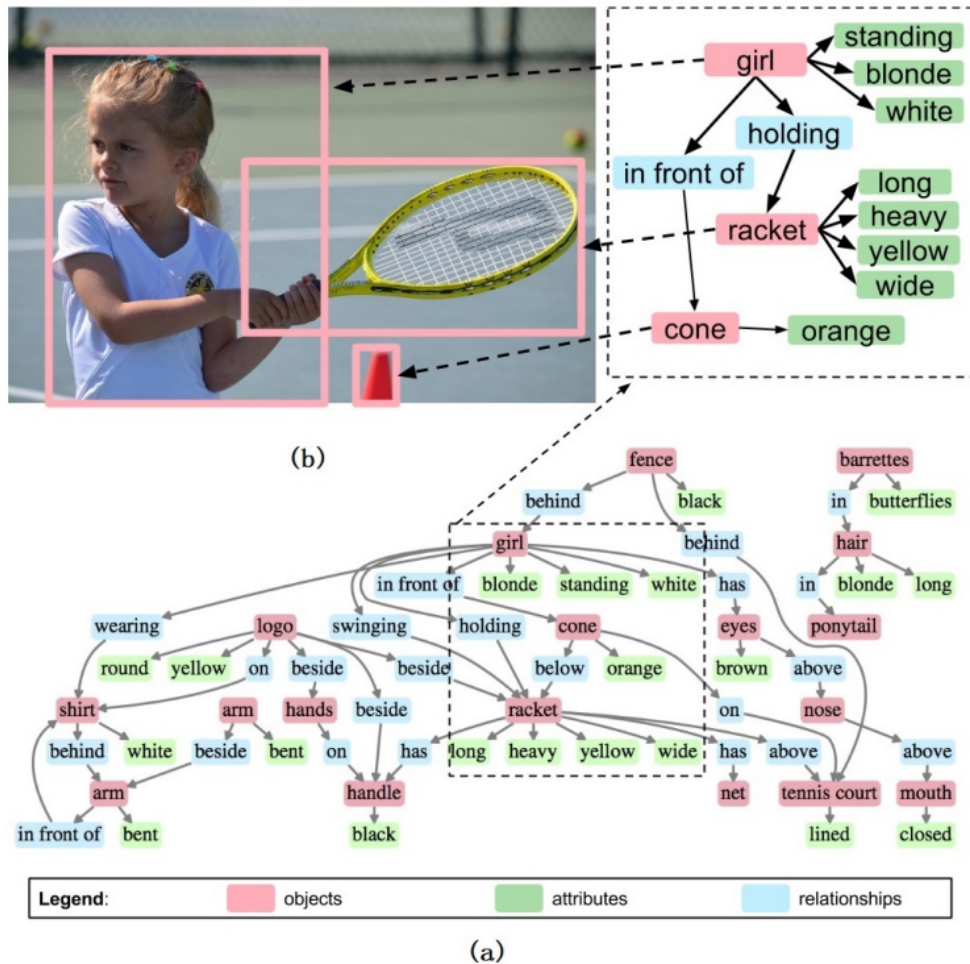 girl
standing
blonde
white
holding
in front of
long
racket
heavy
yellow
wide
cone
orange
(b)
fence
barrettes
behind
black
in
butterflies
girl
behind
hair
in front of
blonde
standing
white
has
in
blonde
long
wearing
logo
swinging
holding
cone
eyes
ponytail
round
yellow
on
beside
beside
below
orange
brown
above
shirt
arm
hands
beside
racket
on
nose
behind
white
beside
bent
on
has
long
heavy
yellow
wide
has
above
above
arm
handle
net
tennis court
mouth
in front of
bent
black
lined
closed
Legend:
objects
attributes
relationships
(a)